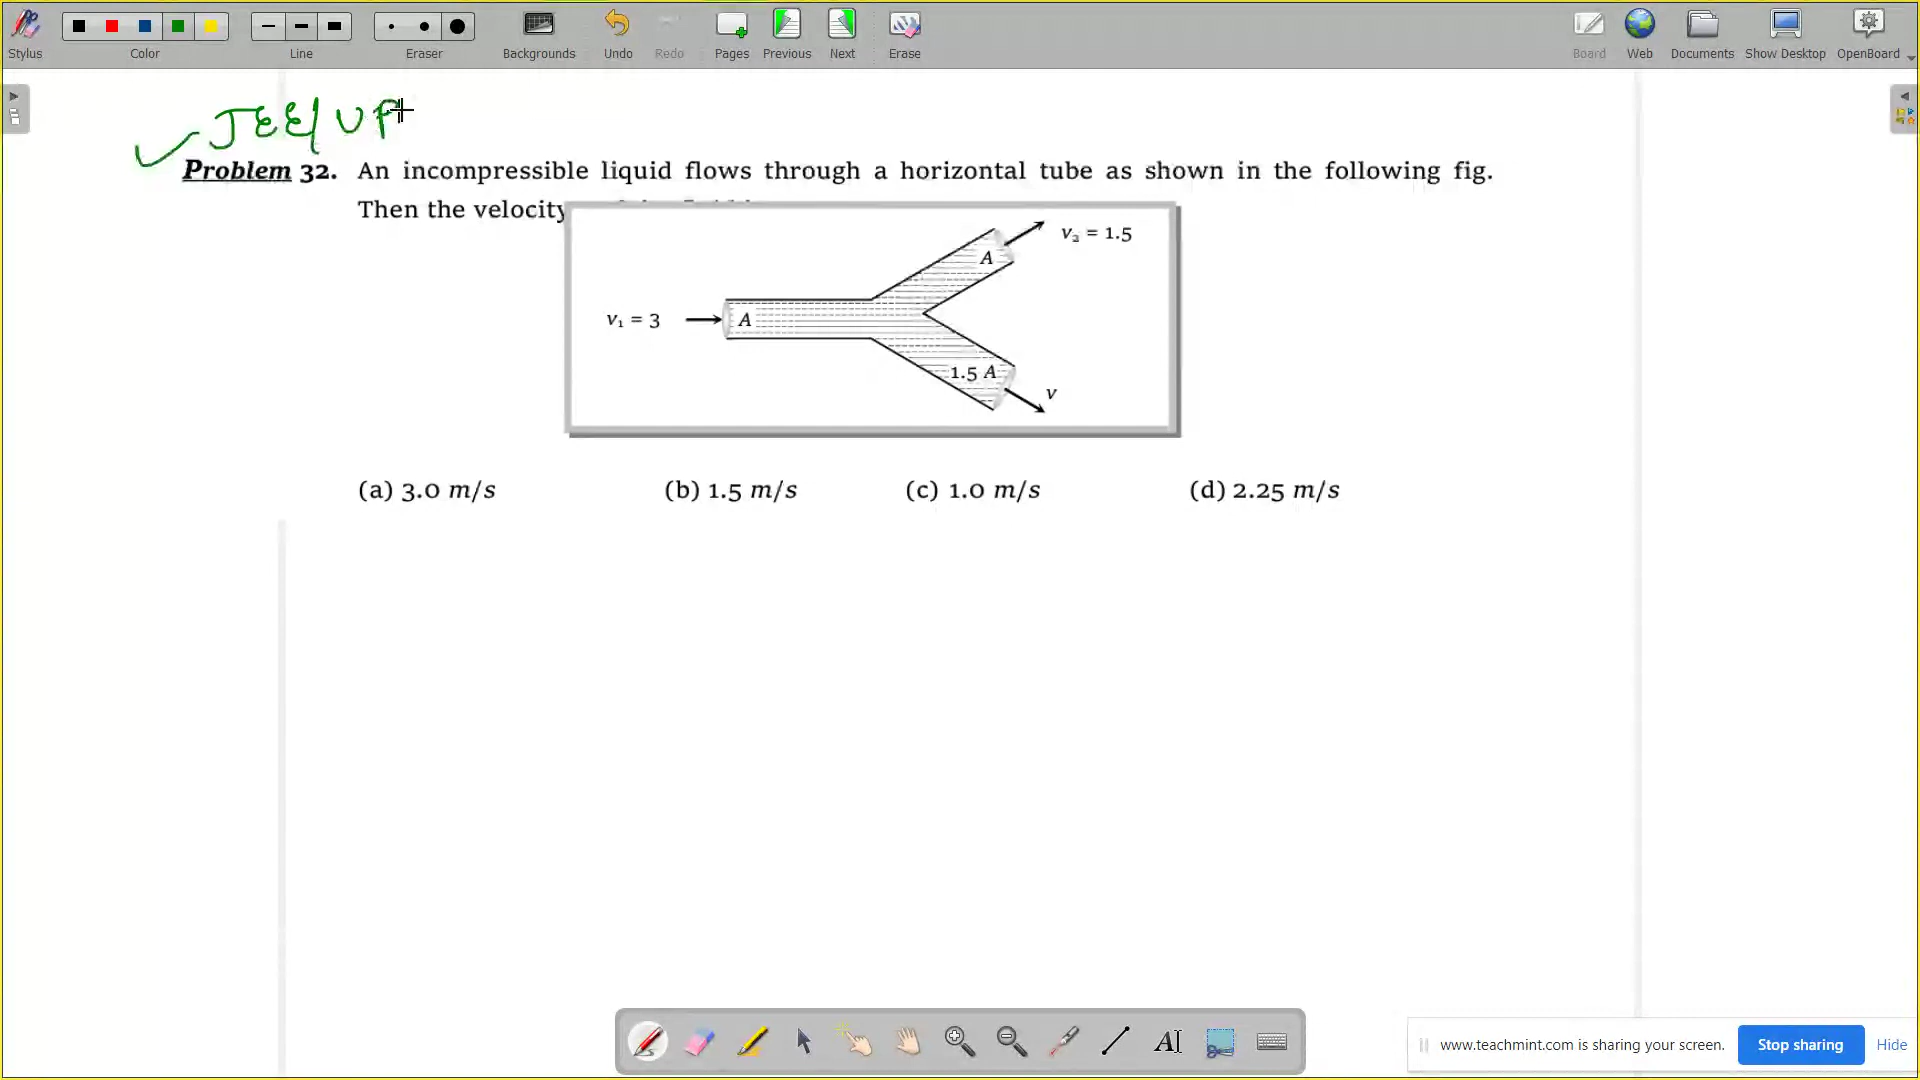 Stylus
Color
Line
Eraser
Backgrounds
Undo
Redo
Pages
Previous
Next
Erase
Board
Web
Documents
Show Desktop
OpenBoard
JEE/UP
Problem 32. An incompressible liquid flows through a horizontal tube as shown in the following fig.
Then the velocity
v₂ = 1.5
A
v₁ = 3
A
1.5 A
v
(a) 3.0 m/s (b) 1.5 m/s (c) 1.0 m/s (d) 2.25 m/s
www.teachmint.com is sharing your screen.
Stop sharing
Hide